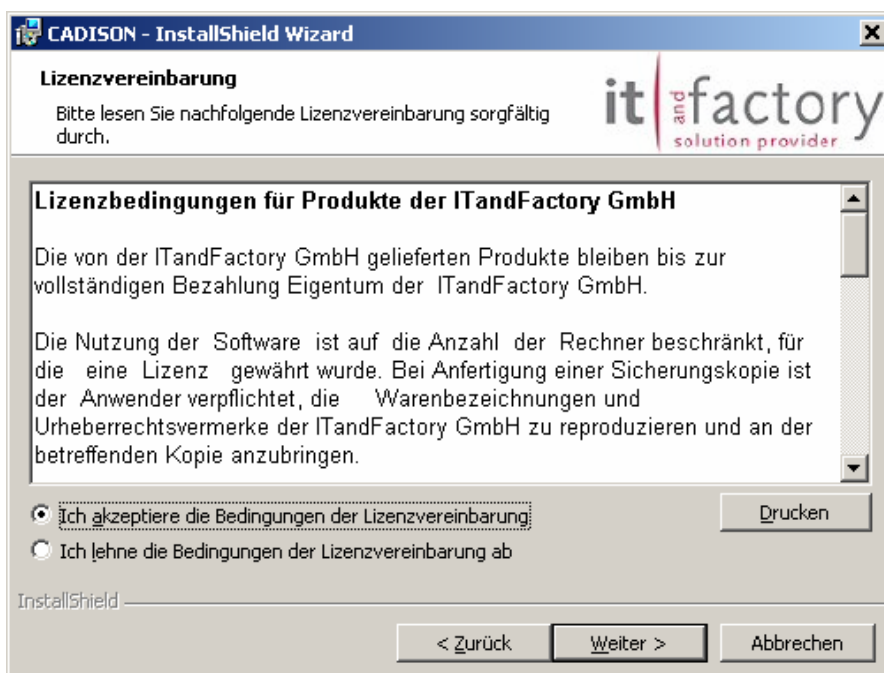 CADISON - InstallShield Wizard
Lizenzvereinbarung
Bitte lesen Sie nachfolgende Lizenzvereinbarung sorgfältig
durch.
it and factory
solution provider
Lizenzbedingungen für Produkte der ITandFactory GmbH
Die von der ITandFactory GmbH gelieferten Produkte bleiben bis zur
vollständigen Bezahlung Eigentum der ITandFactory GmbH.
Die Nutzung der Software ist auf die Anzahl der Rechner beschränkt, für
die eine Lizenz gewährt wurde. Bei Anfertigung einer Sicherungskopie ist
der Anwender verpflichtet, die Warenbezeichnungen und
Urheberrechtsvermerke der ITandFactory GmbH zu reproduzieren und an der
betreffenden Kopie anzubringen.
Ich akzeptiere die Bedingungen der Lizenzvereinbarung
Drucken
Ich lehne die Bedingungen der Lizenzvereinbarung ab
InstallShield
< Zurück
Weiter >
Abbrechen